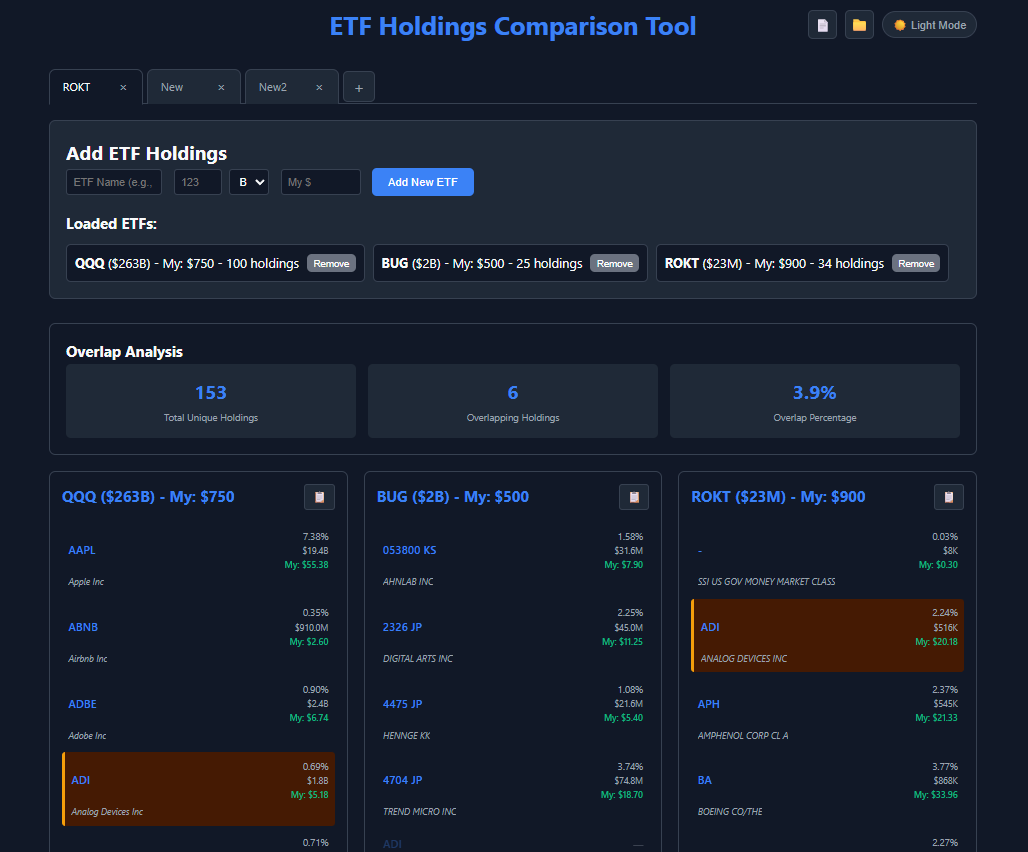 ETF Holdings Comparison Tool
Light Mode
ROKT ×
New ×
New2 ×
+
Add ETF Holdings
ETF Name (e.g.,
123
B
My $
Add New ETF
Loaded ETFs:
QQQ ($263B) - My: $750 - 100 holdings Remove
BUG ($2B) - My: $500 - 25 holdings Remove
ROKT ($23M) - My: $900 - 34 holdings Remove
Overlap Analysis
153
Total Unique Holdings
6
Overlapping Holdings
3.9%
Overlap Percentage
QQQ ($263B) - My: $750
7.38%
AAPL
$19.4B
My: $55.38
Apple Inc
0.35%
ABNB
$910.0M
My: $2.60
Airbnb Inc
0.90%
ADBE
$2.4B
My: $6.74
Adobe Inc
0.69%
ADI
$1.8B
My: $5.18
Analog Devices Inc
0.71%
BUG ($2B) - My: $500
1.58%
053800 KS
$31.6M
My: $7.90
AHNLAB INC
2.25%
2326 JP
$45.0M
My: $11.25
DIGITAL ARTS INC
1.08%
4475 JP
$21.6M
My: $5.40
HENNGE KK
3.74%
4704 JP
$74.8M
My: $18.70
TREND MICRO INC
ADI
—
ROKT ($23M) - My: $900
0.03%
-
$8K
My: $0.30
SSI US GOV MONEY MARKET CLASS
2.24%
ADI
$516K
My: $20.18
ANALOG DEVICES INC
2.37%
APH
$545K
My: $21.33
AMPHENOL CORP CL A
3.77%
BA
$868K
My: $33.96
BOEING CO/THE
2.27%